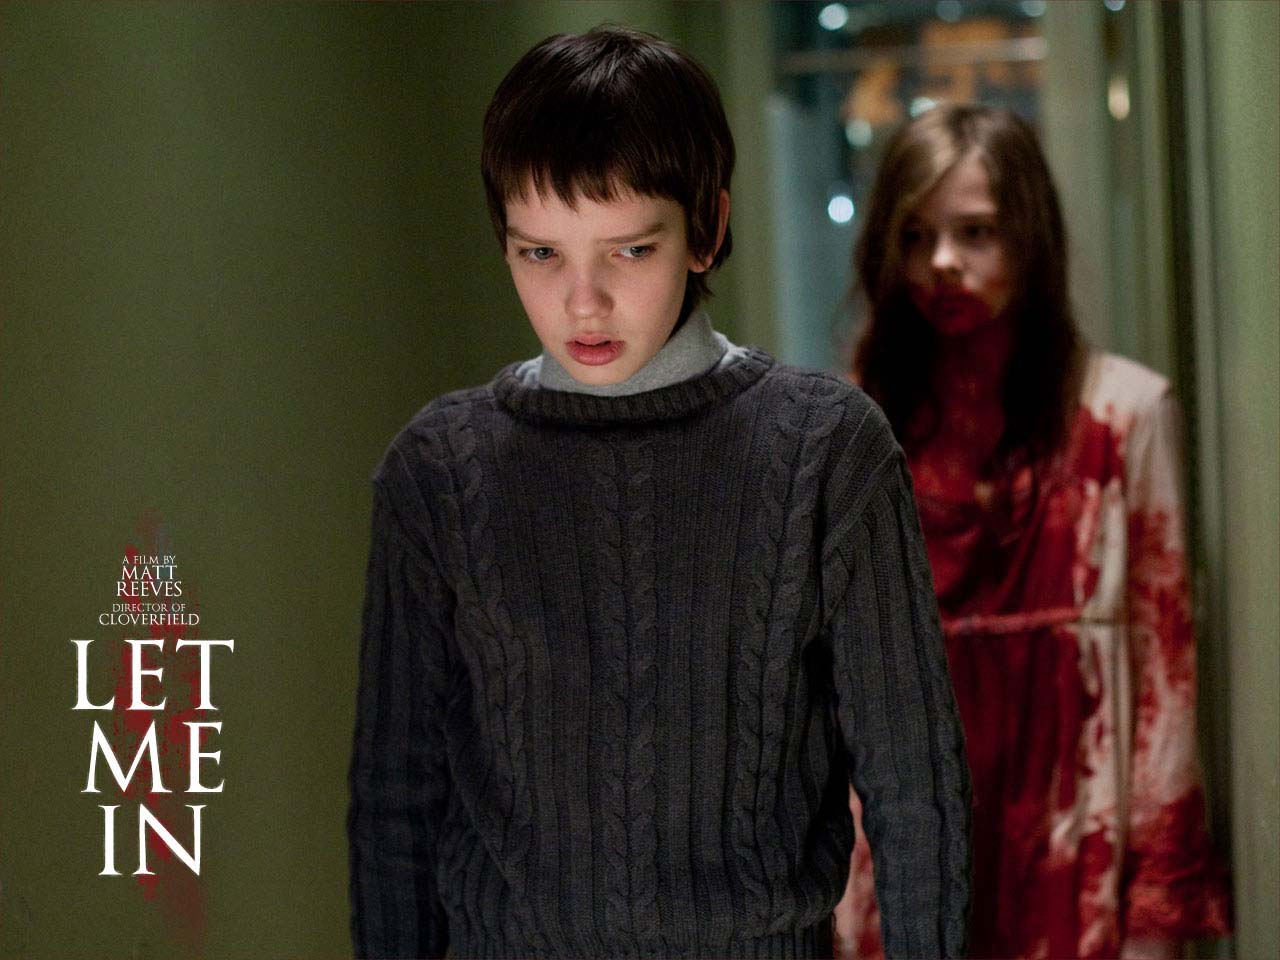 A FILM BY
MATT
REEVES
DIRECTOR OF
CLOVERFIELD
LET
ME
IN